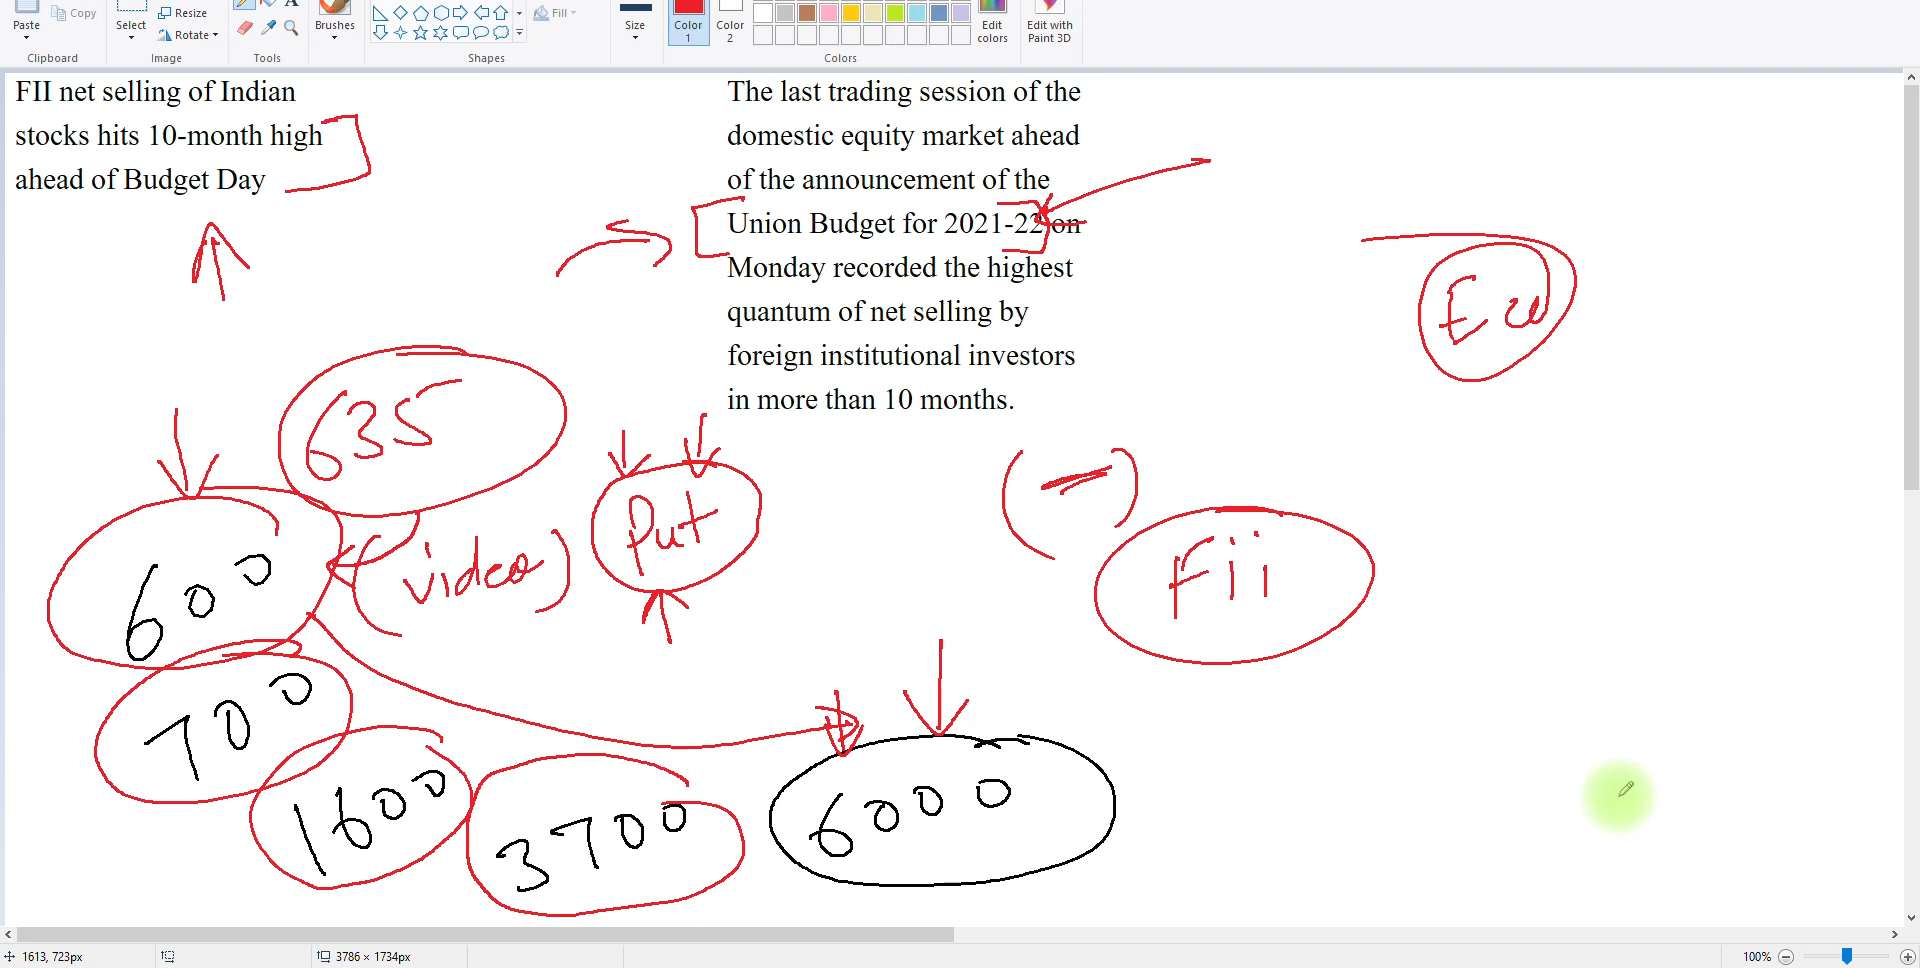 Paste
Copy
Clipboard
Select
Resize
Rotate
Image
A
Tools
Brushes
Fill
Shapes
Size
Color 1
Color 2
Edit colors
Colors
Edit with Paint 3D
FII net selling of Indian
stocks hits 10-month high
ahead of Budget Day
The last trading session of the
domestic equity market ahead
of the announcement of the
Union Budget for 2021-22 on
Monday recorded the highest
quantum of net selling by
foreign institutional investors
in more than 10 months.
635
600
(video)
Put
(-)
Fii
700
1600
3700
6000
1613, 723px
3786 × 1734px
100%